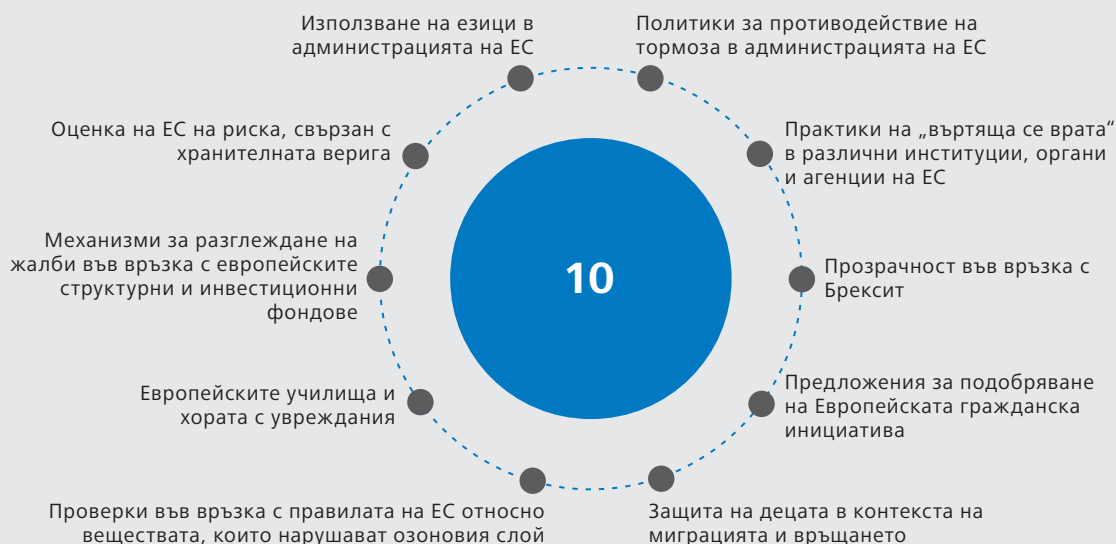 Използване на езици в
администрацията на ЕС
Политики за противодействие на
тормоза в администрацията на ЕС
Оценка на ЕС на риска, свързан с
хранителната верига
Практики на „въртяща се врата“
в различни институции, органи
и агенции на ЕС
Механизми за разглеждане на
жалби във връзка с европейските
структурни и инвестиционни
фондове
10
Прозрачност във връзка с
Брексит
Европейските училища и
хората с увреждания
Предложения за подобряване
на Европейската гражданска
инициатива
Проверки във връзка с правилата на ЕС относно
веществата, които нарушават озоновия слой
Защита на децата в контекста на
миграцията и връщането